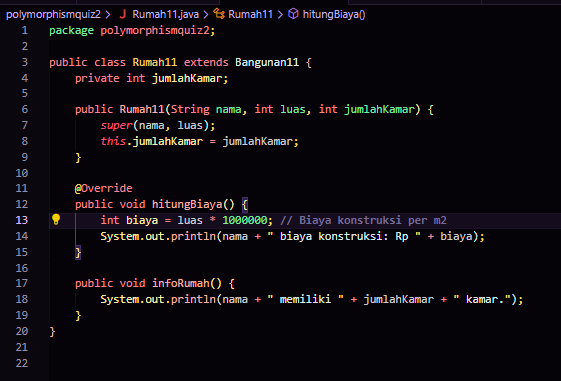 polymorphismquiz2 > J Rumah11.java > Rumah11 > hitungBiaya()
1 package polymorphismquiz2;
2
3 public class Rumah11 extends Bangunan11 {
4     private int jumlahKamar;
5
6     public Rumah11(String nama, int luas, int jumlahKamar) {
7         super(nama, luas);
8         this.jumlahKamar = jumlahKamar;
9     }
10
11     @Override
12     public void hitungBiaya() {
13         int biaya = luas * 1000000; // Biaya konstruksi per m2
14         System.out.println(nama + " biaya konstruksi: Rp " + biaya);
15     }
16
17     public void infoRumah() {
18         System.out.println(nama + " memiliki " + jumlahKamar + " kamar.");
19     }
20 }
21
22